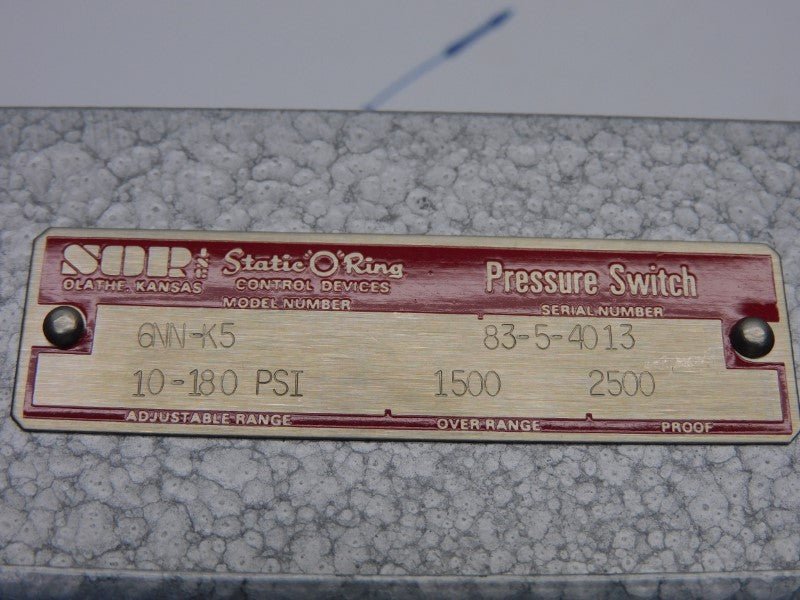 SOR INC. Static "O" Ring Pressure Switch
OLATHE, KANSAS CONTROL DEVICES
MODEL NUMBER SERIAL NUMBER
6NN-K5 83-5-4013
10-180 PSI 1500 2500
ADJUSTABLE RANGE OVER RANGE PROOF